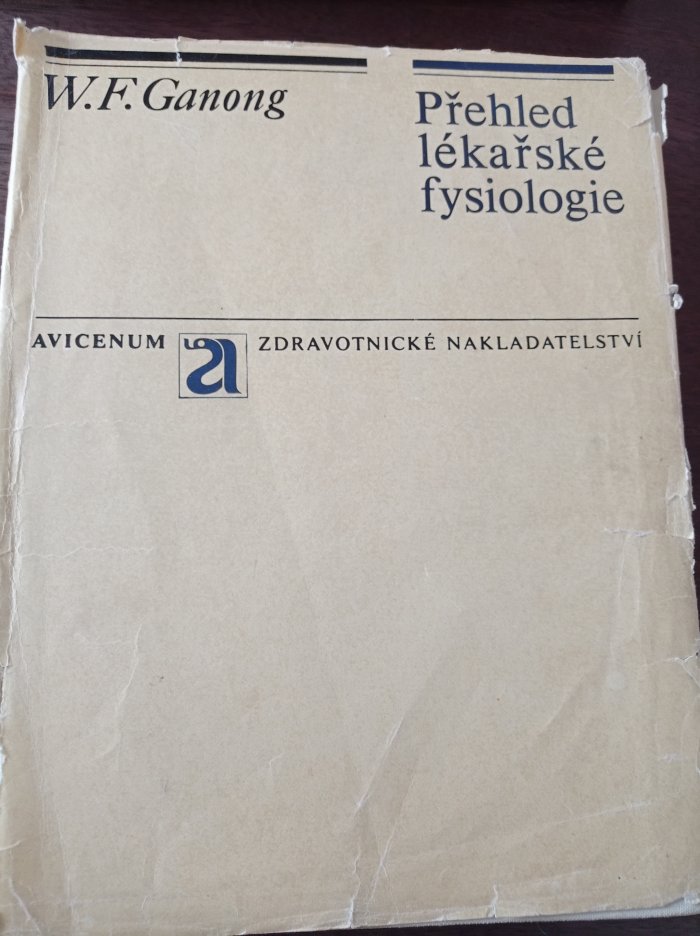 W.F. Ganong
Přehled
lékařské
fysiologie
AVICENUM ZDRAVOTNICKÉ NAKLADATELSTVÍ